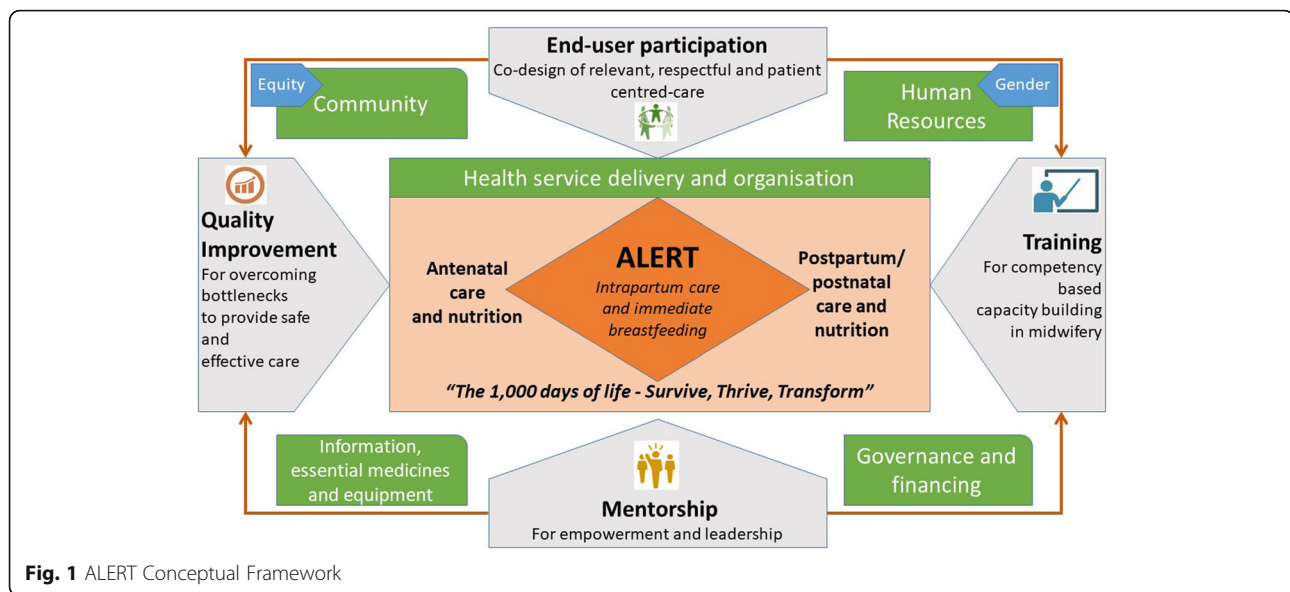 End-user participation
Co-design of relevant, respectful and patient
centred-care
Equity
Community
Human
Resources
Gender
Quality
Improvement
For overcoming
bottlenecks
to provide safe
and
effective care
Health service delivery and organisation
Antenatal
care
and nutrition
ALERT
Intrapartum care
and immediate
breastfeeding
Postpartum/
postnatal
care and
nutrition
“The 1,000 days of life - Survive, Thrive, Transform”
Training
For competency
based
capacity building
in midwifery
Information,
essential medicines
and equipment
Mentorship
For empowerment and leadership
Governance and
financing
Fig. 1 ALERT Conceptual Framework